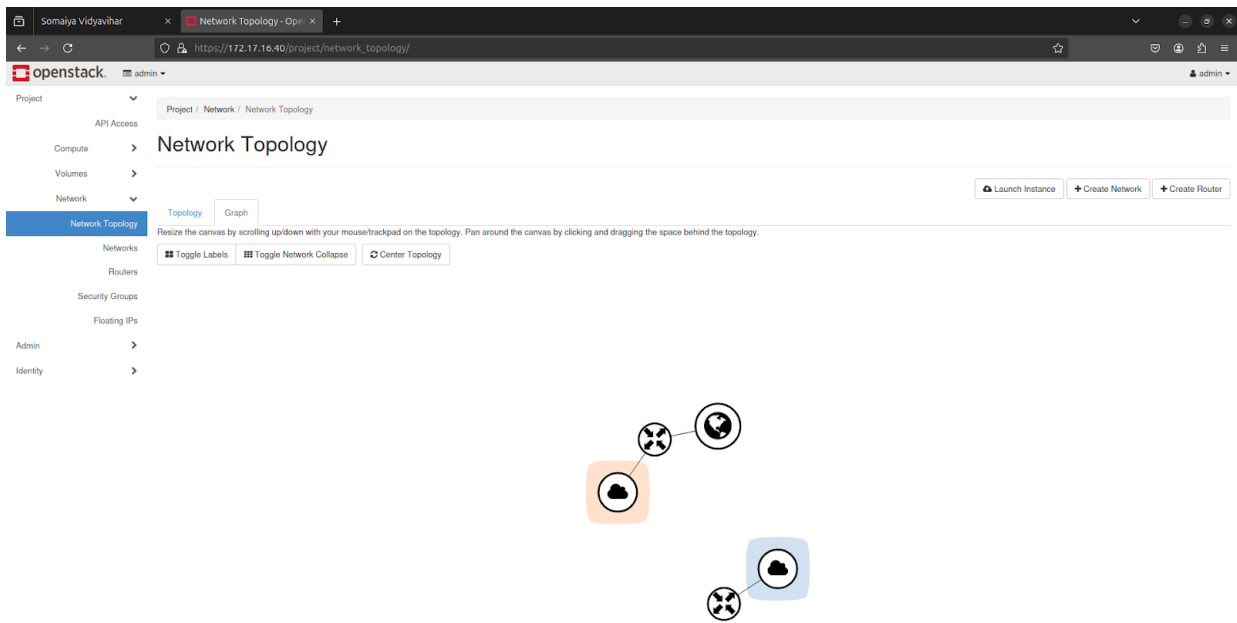 Somaiya Vidyavihar
Network Topology - Ope
https://172.17.16.40/project/network_topology/
openstack.
admin
admin
Project
API Access
Compute
Volumes
Network
Network Topology
Networks
Routers
Security Groups
Floating IPs
Admin
Identity
Project / Network / Network Topology
Network Topology
Launch Instance
+ Create Network
+ Create Router
Topology
Graph
Resize the canvas by scrolling up/down with your mouse/trackpad on the topology. Pan around the canvas by clicking and dragging the space behind the topology.
Toggle Labels
Toggle Network Collapse
Center Topology